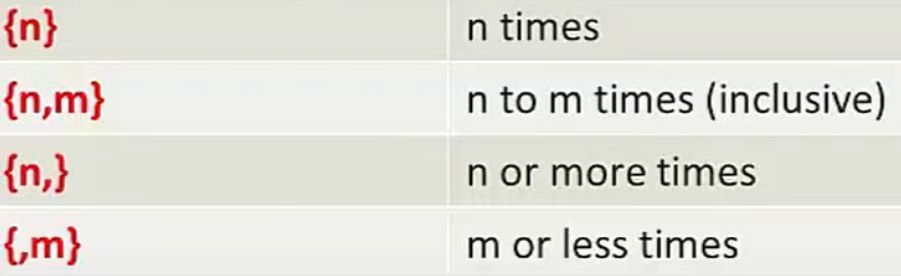 {n} n times
{n,m} n to m times (inclusive)
{n,} n or more times
{,m} m or less times